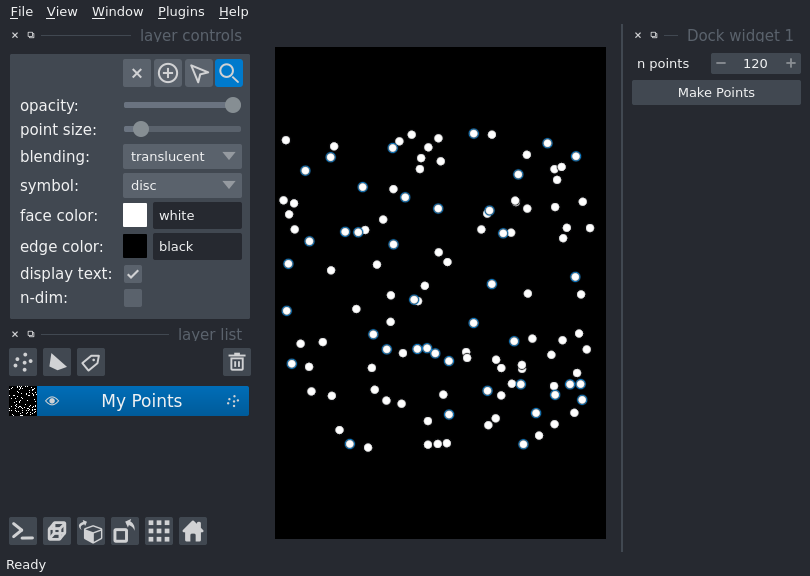 File View Window Plugins Help
layer controls
opacity:
point size:
blending: translucent
symbol: disc
face color: white
edge color: black
display text:
n-dim:
layer list
My Points
Ready
Dock widget 1
n points 120
Make Points